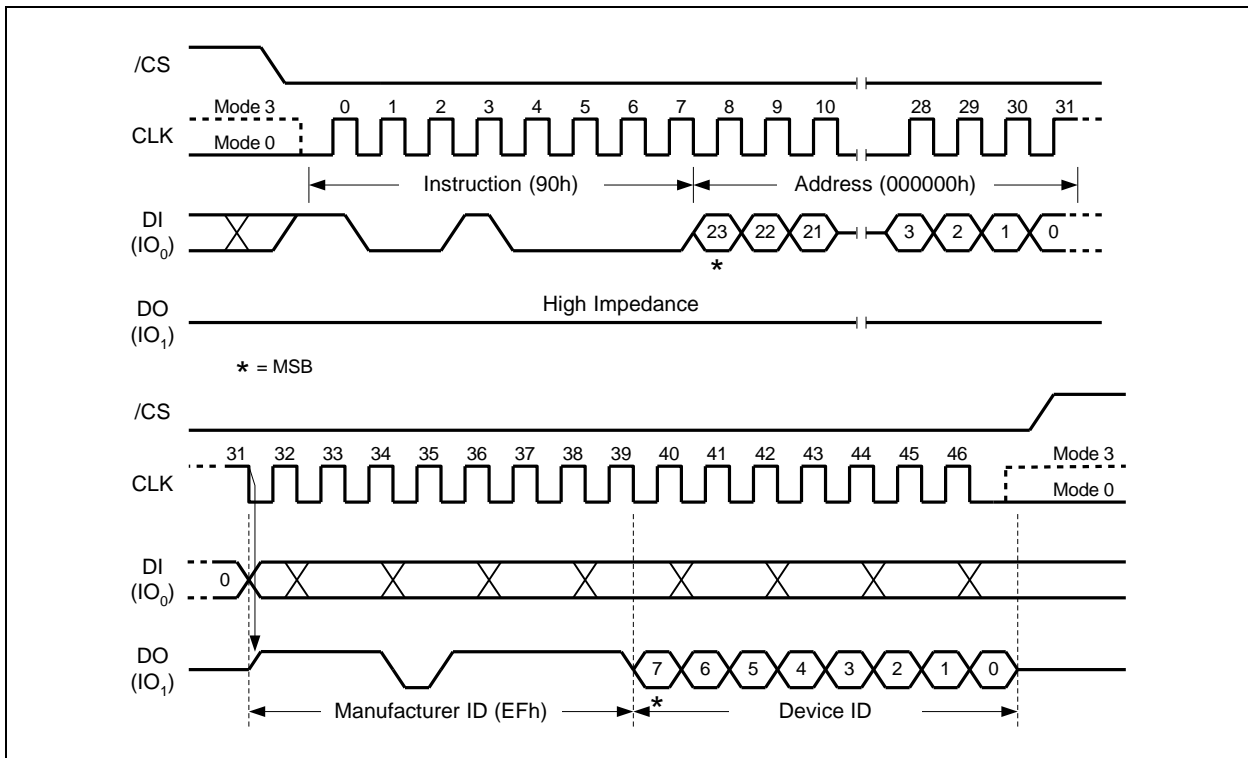 /CS
Mode 3
0 1 2 3 4 5 6 7 8 9 10 28 29 30 31
CLK
Mode 0
Instruction (90h) Address (000000h)
DI
(IO0)
23 22 21 3 2 1 0
*
High Impedance
DO
(IO1)
* = MSB
/CS
31 32 33 34 35 36 37 38 39 40 41 42 43 44 45 46
Mode 3
CLK
Mode 0
DI
(IO0)
0
DO
(IO1)
7 6 5 4 3 2 1 0
*
Manufacturer ID (EFh) Device ID